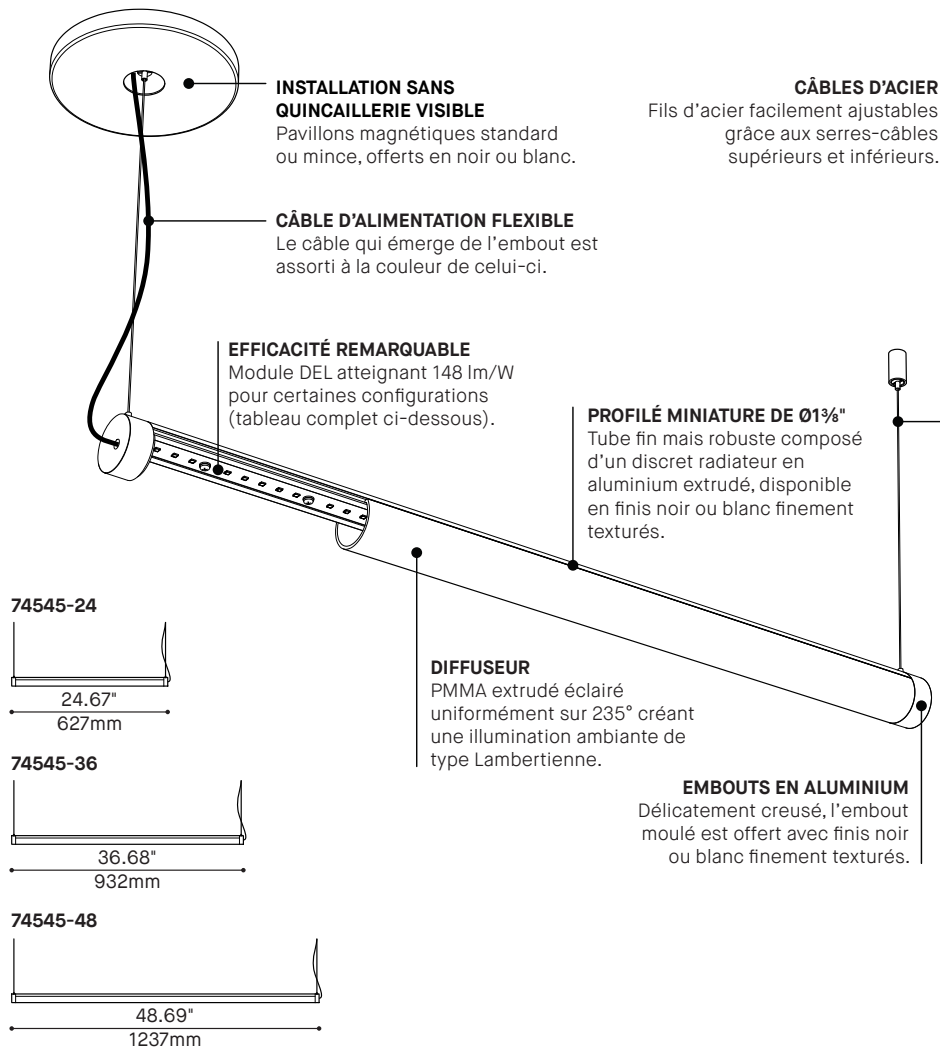 INSTALLATION SANS
QUINCAILLERIE VISIBLE
Pavillons magnétiques standard
ou mince, offerts en noir ou blanc.
CÂBLES D'ACIER
Fils d'acier facilement ajustables
grâce aux serres-câbles
supérieurs et inférieurs.
CÂBLE D'ALIMENTATION FLEXIBLE
Le câble qui émerge de l'embout est
assorti à la couleur de celui-ci.
EFFICACITÉ REMARQUABLE
Module DEL atteignant 148 lm/W
pour certaines configurations
(tableau complet ci-dessous).
PROFILÉ MINIATURE DE Ø1⅜"
Tube fin mais robuste composé
d'un discret radiateur en
aluminium extrudé, disponible
en finis noir ou blanc finement
texturés.
DIFFUSEUR
PMMA extrudé éclairé
uniformément sur 235° créant
une illumination ambiante de
type Lambertienne.
EMBOUTS EN ALUMINIUM
Délicatement creusé, l'embout
moulé est offert avec finis noir
ou blanc finement texturés.
74545-24
24.67"
627mm
74545-36
36.68"
932mm
74545-48
48.69"
1237mm